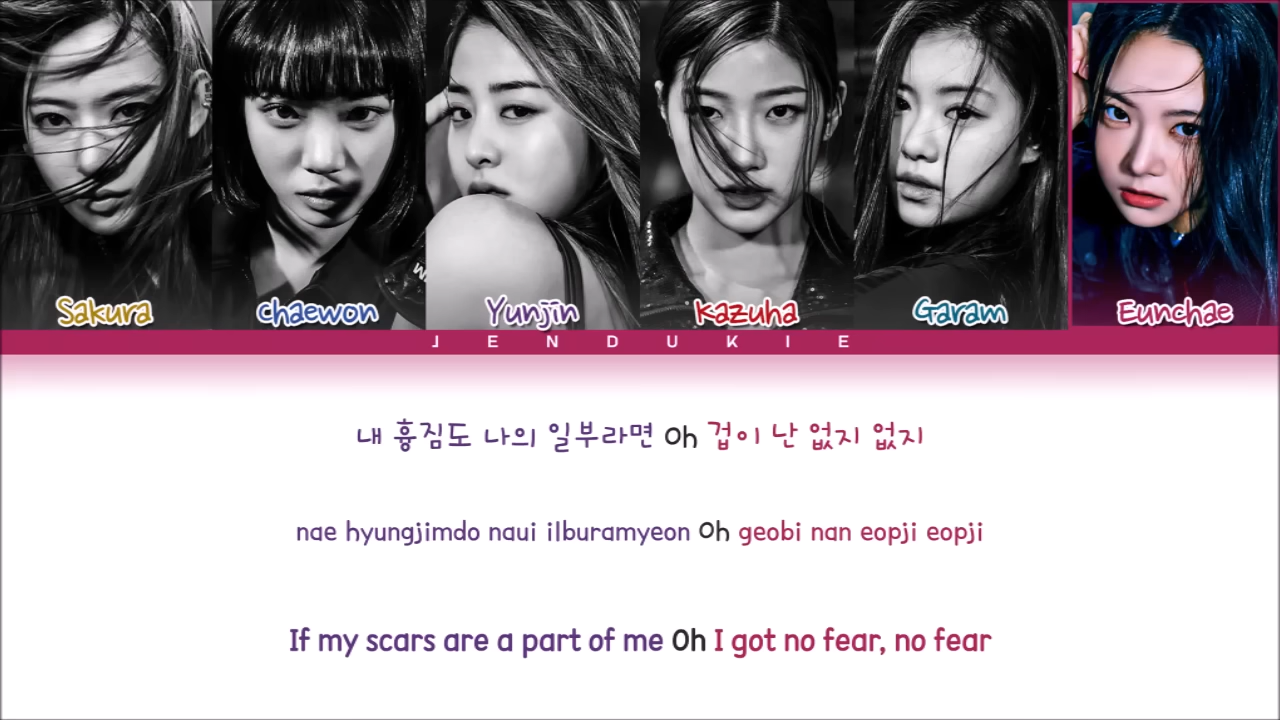 Sakura chaewon Yunjin kazuha Garam Eunchae
JENDUKIE
내 흉짐도 나의 일부라면 Oh 겁이 난 없지 없지
nae hyungjimdo naui ilburamyeon Oh geobi nan eopji eopji
If my scars are a part of me Oh I got no fear, no fear